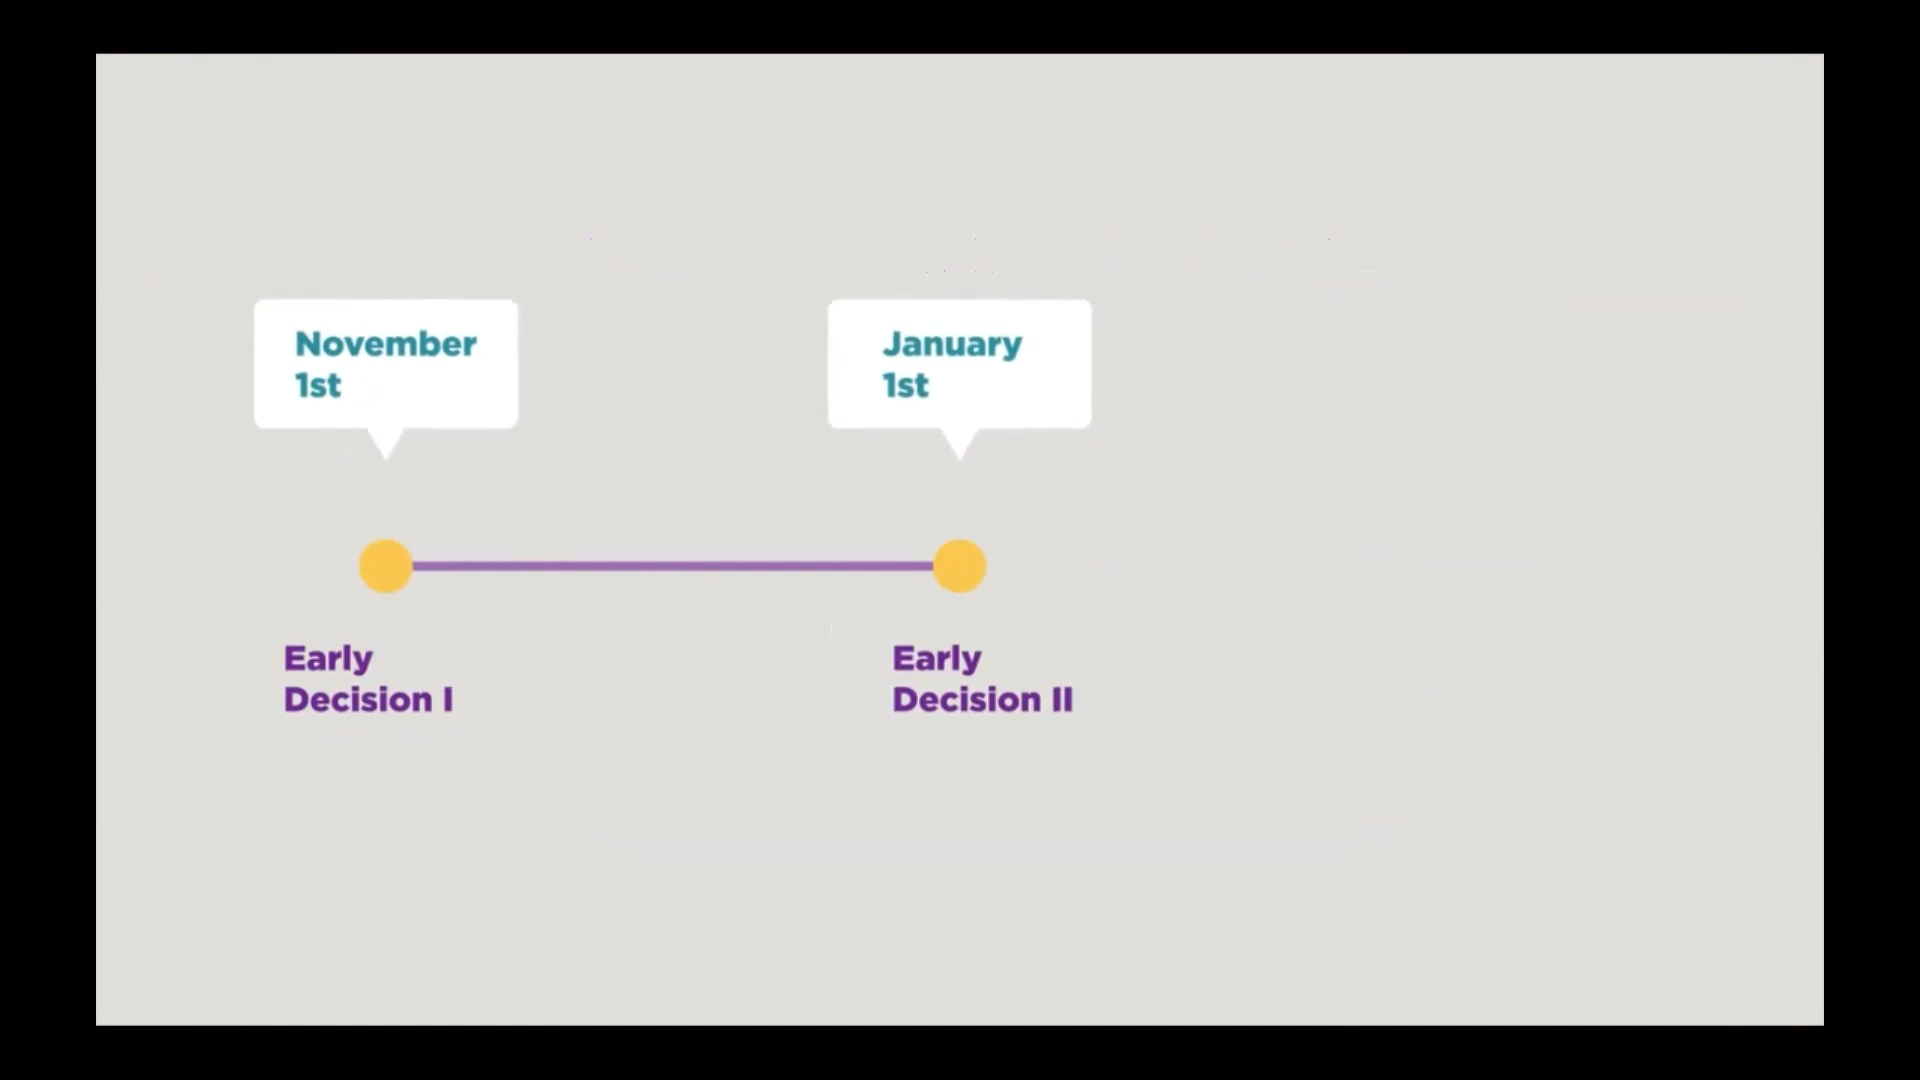 November
1st
January
1st
Early
Decision I
Early
Decision II